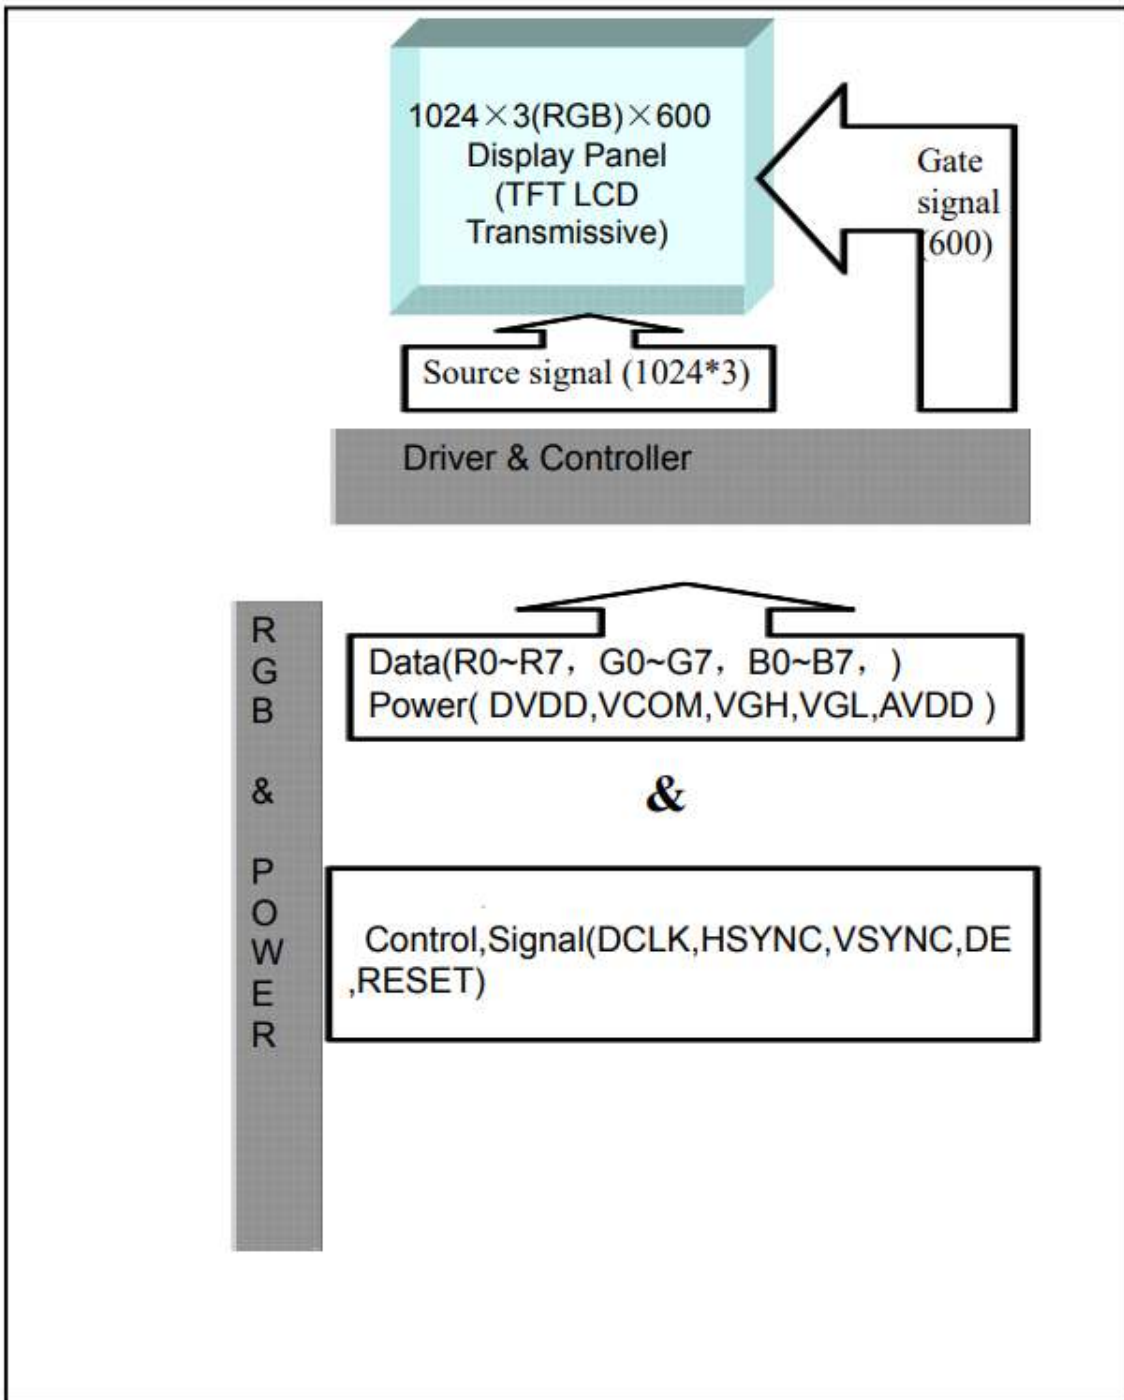 1024×3(RGB)×600
Display Panel
(TFT LCD
Transmissive)
Gate
signal
(600)
Source signal (1024*3)
Driver & Controller
R
G
B
&
P
O
W
E
R
Data(R0~R7，G0~G7，B0~B7，)
Power( DVDD,VCOM,VGH,VGL,AVDD )
&
Control,Signal(DCLK,HSYNC,VSYNC,DE
,RESET)